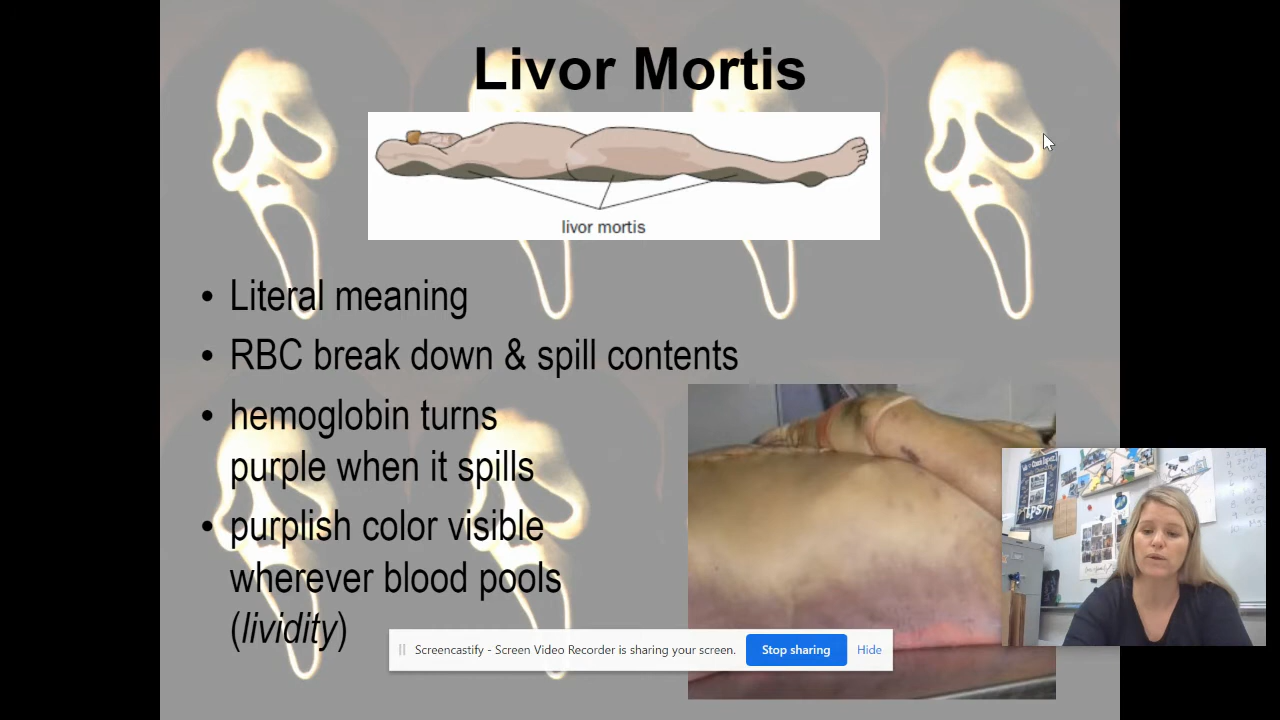 Livor Mortis
livor mortis
• Literal meaning
• RBC break down & spill contents
• hemoglobin turns
purple when it spills
• purplish color visible
wherever blood pools
(lividity)
Screencastify - Screen Video Recorder is sharing your screen.
Stop sharing
Hide